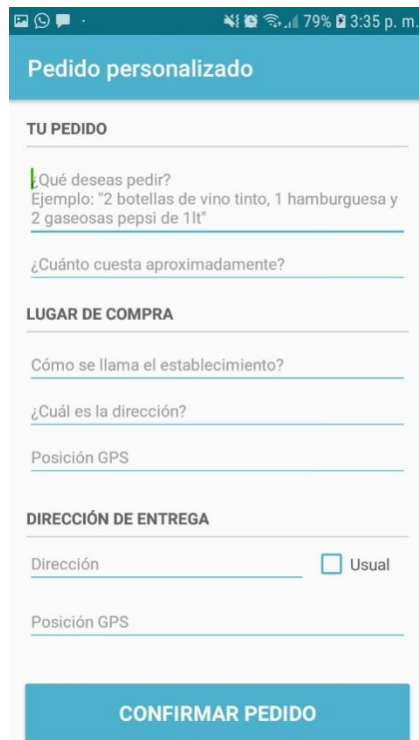 79% 3:35 p. m.
Pedido personalizado
TU PEDIDO
¿Qué deseas pedir?
Ejemplo: "2 botellas de vino tinto, 1 hamburguesa y
2 gaseosas pepsi de 1lt"
¿Cuánto cuesta aproximadamente?
LUGAR DE COMPRA
Cómo se llama el establecimiento?
¿Cuál es la dirección?
Posición GPS
DIRECCIÓN DE ENTREGA
Dirección Usual
Posición GPS
CONFIRMAR PEDIDO